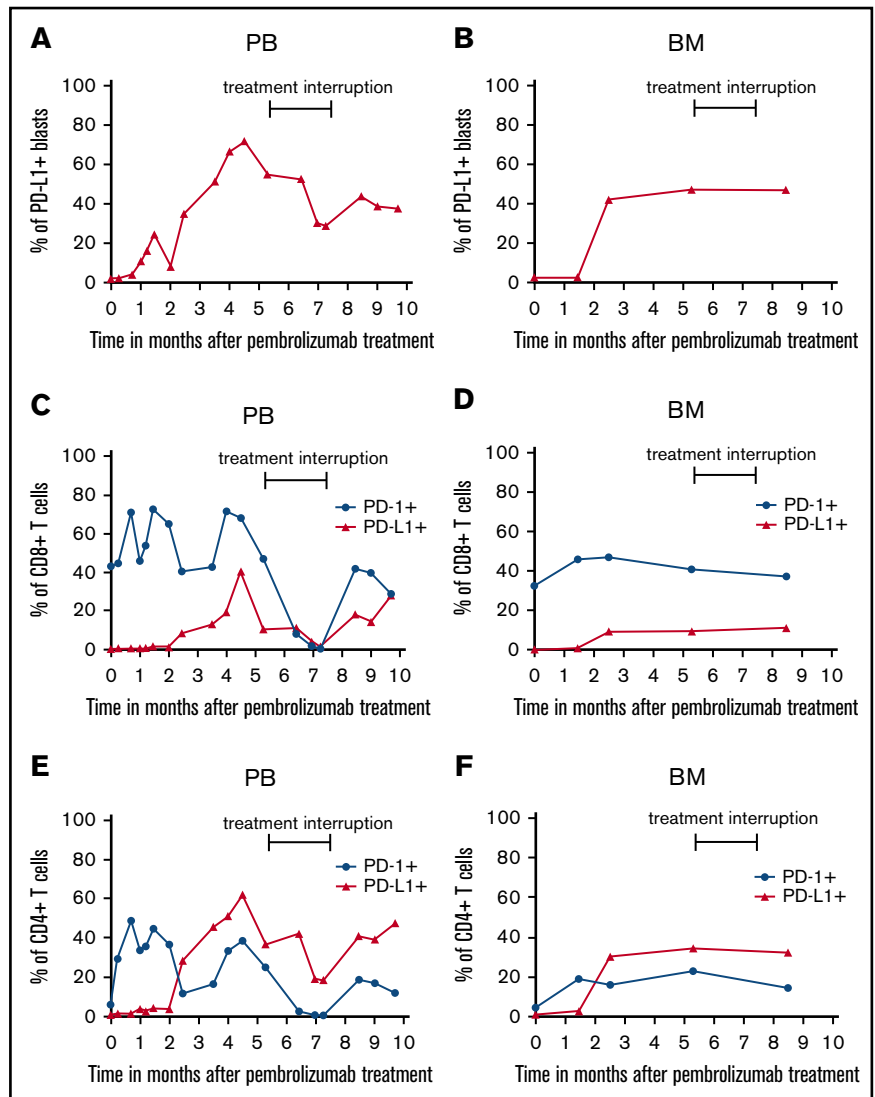 A
PB
treatment interruption
% of PD-L1+ blasts
100
80
60
40
20
0
0 1 2 3 4 5 6 7 8 9 10
Time in months after pembrolizumab treatment
B
BM
treatment interruption
% of PD-L1+ blasts
100
80
60
40
20
0
0 1 2 3 4 5 6 7 8 9 10
Time in months after pembrolizumab treatment
C
PB
treatment interruption
% of CD8+ T cells
100
80
60
40
20
0
PD-1+
PD-L1+
0 1 2 3 4 5 6 7 8 9 10
Time in months after pembrolizumab treatment
D
BM
treatment interruption
% of CD8+ T cells
100
80
60
40
20
0
PD-1+
PD-L1+
0 1 2 3 4 5 6 7 8 9 10
Time in months after pembrolizumab treatment
E
PB
treatment interruption
% of CD4+ T cells
100
80
60
40
20
0
PD-1+
PD-L1+
0 1 2 3 4 5 6 7 8 9 10
Time in months after pembrolizumab treatment
F
BM
treatment interruption
% of CD4+ T cells
100
80
60
40
20
0
PD-1+
PD-L1+
0 1 2 3 4 5 6 7 8 9 10
Time in months after pembrolizumab treatment